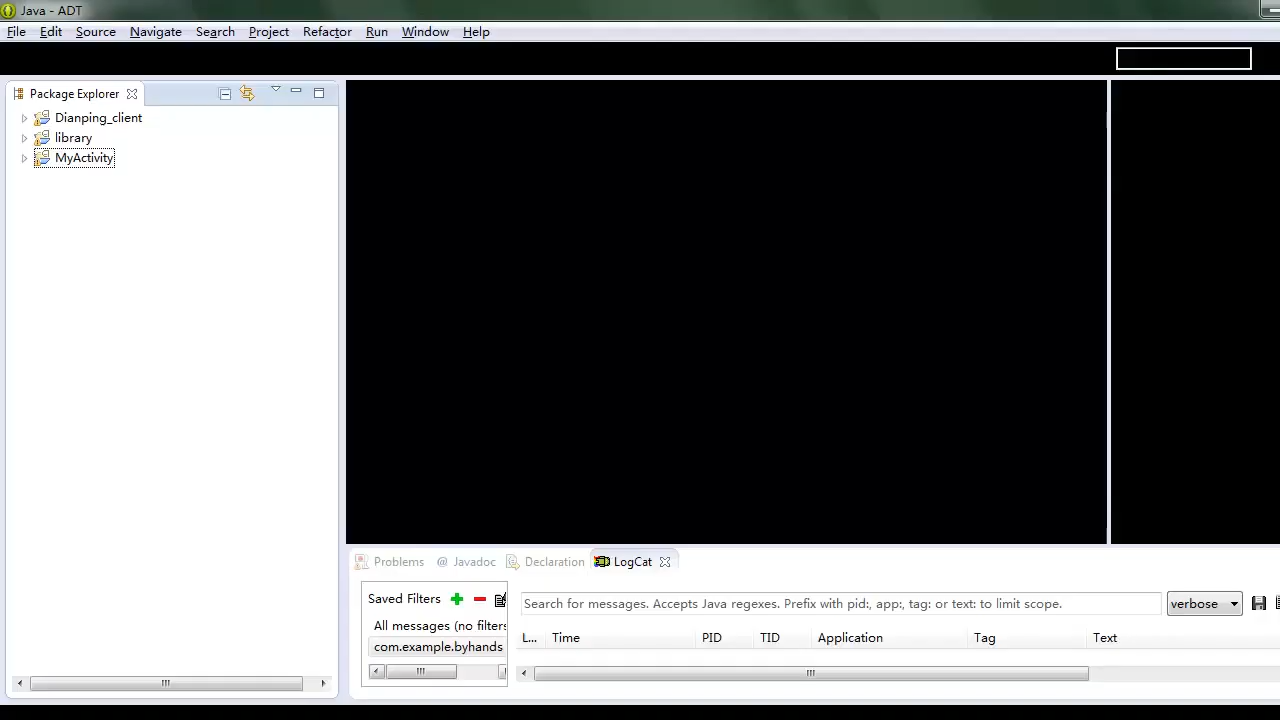 Java - ADT
File Edit Source Navigate Search Project Refactor Run Window Help
Package Explorer
Dianping_client
library
MyActivity
Problems @ Javadoc Declaration LogCat
Saved Filters
Search for messages. Accepts Java regexes. Prefix with pid:, app:, tag: or text: to limit scope.
verbose
All messages (no filters
com.example.byhands
L... Time PID TID Application Tag Text